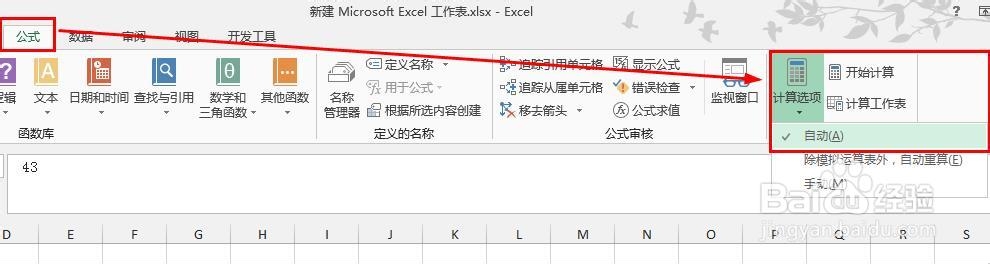 新建 Microsoft Excel 工作表.xlsx - Excel
?
公式 数据 审阅 视图 开发工具
逻辑 文本 日期和时间 查找与引用 数学和三角函数 其他函数
函数库
名称管理器
定义名称
用于公式
根据所选内容创建
定义的名称
追踪引用单元格 显示公式
追踪从属单元格 错误检查
移去箭头 公式求值
公式审核
监视窗口
计算选项
开始计算
计算工作表
自动(A)
除模拟运算表外，自动重算(E)
手动(M)
43
D E F G H I J K L M N O P Q R S
Baidu 经验
jingyan.baidu.com